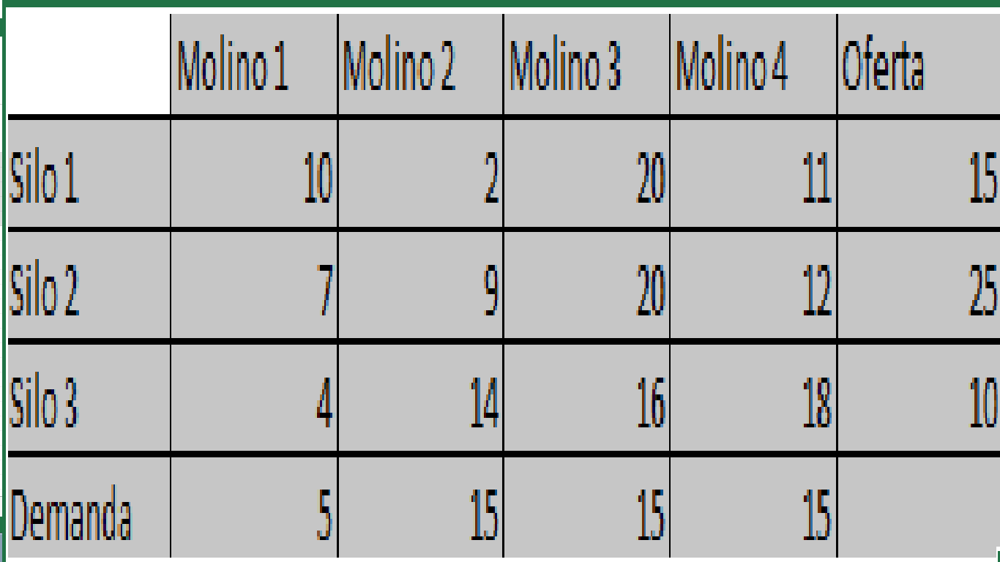 Molino 1 Molino 2 Molino 3 Molino 4 Oferta
Silo 1 10 2 20 11 15
Silo 2 7 9 20 12 25
Silo 3 4 14 16 18 10
Demanda 5 15 15 15